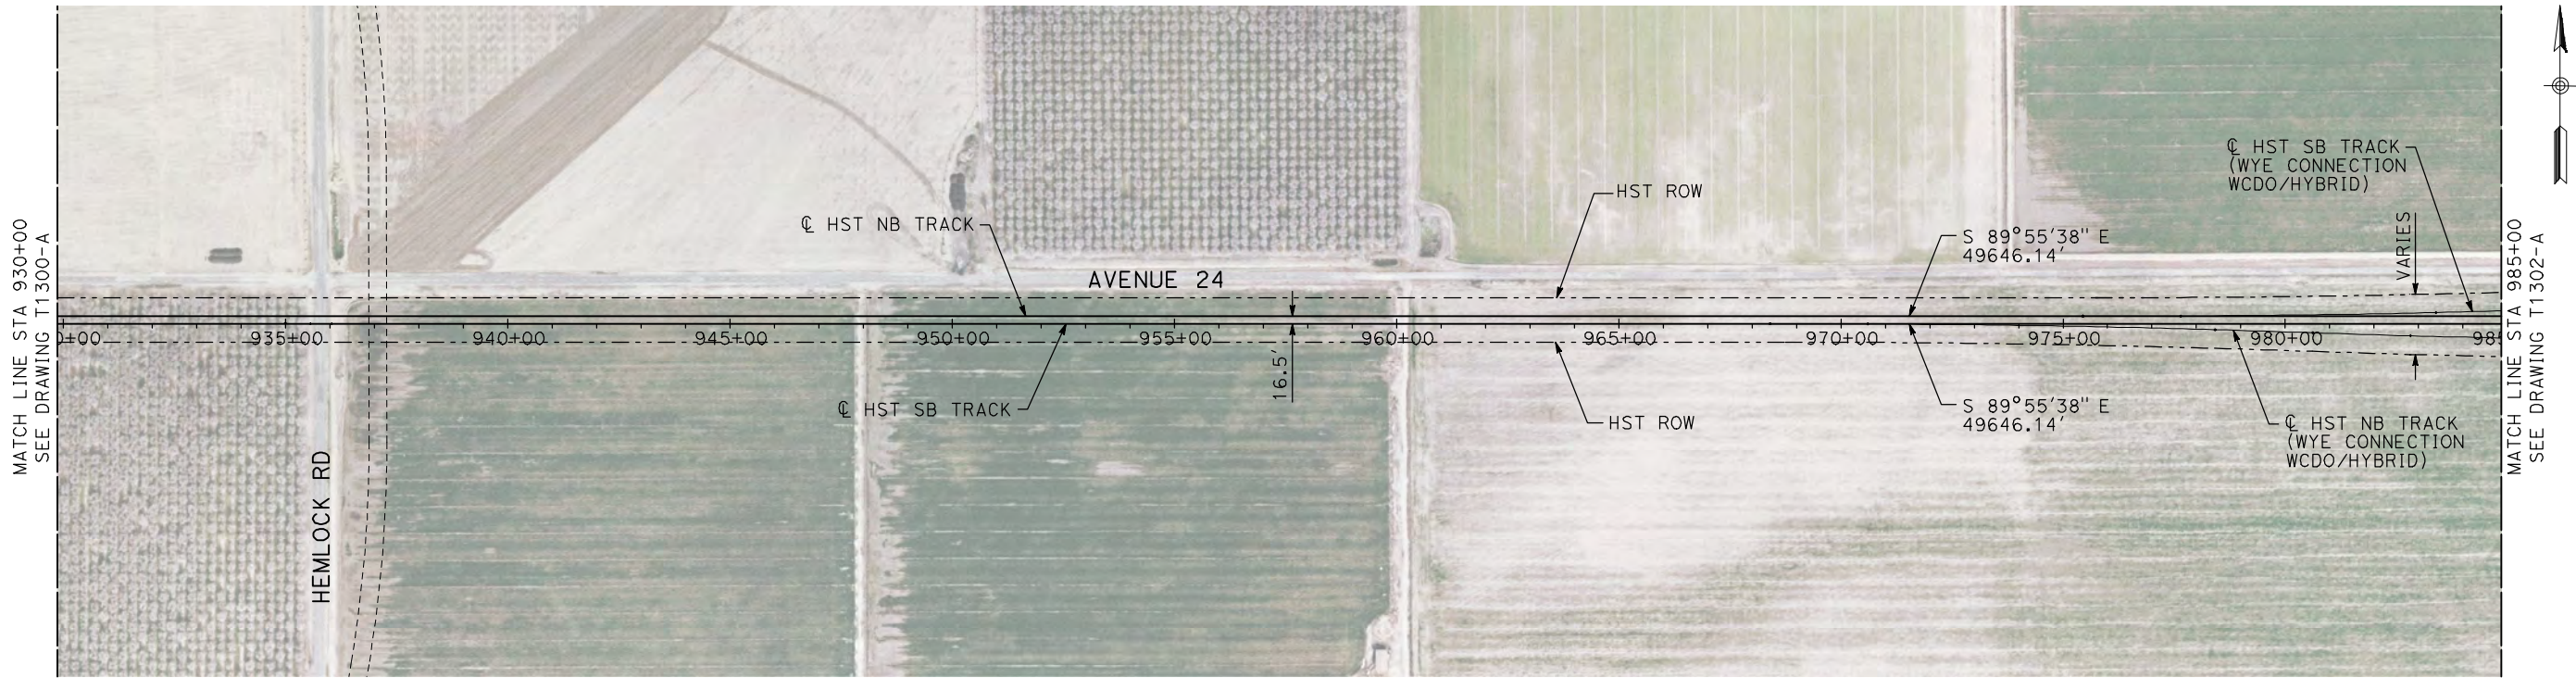 MATCH LINE STA 930+00
SEE DRAWING T1300-A
HEMLOCK RD
℄ HST NB TRACK
AVENUE 24
HST ROW
S 89°55'38" E
49646.14'
℄ HST SB TRACK
(WYE CONNECTION
WCDO/HYBRID)
VARIES
0+00 935+00 940+00 945+00 950+00 955+00 960+00 965+00 970+00 975+00 980+00 985
16.5'
℄ HST SB TRACK
HST ROW
S 89°55'38" E
49646.14'
℄ HST NB TRACK
(WYE CONNECTION
WCDO/HYBRID)
MATCH LINE STA 985+00
SEE DRAWING T1302-A